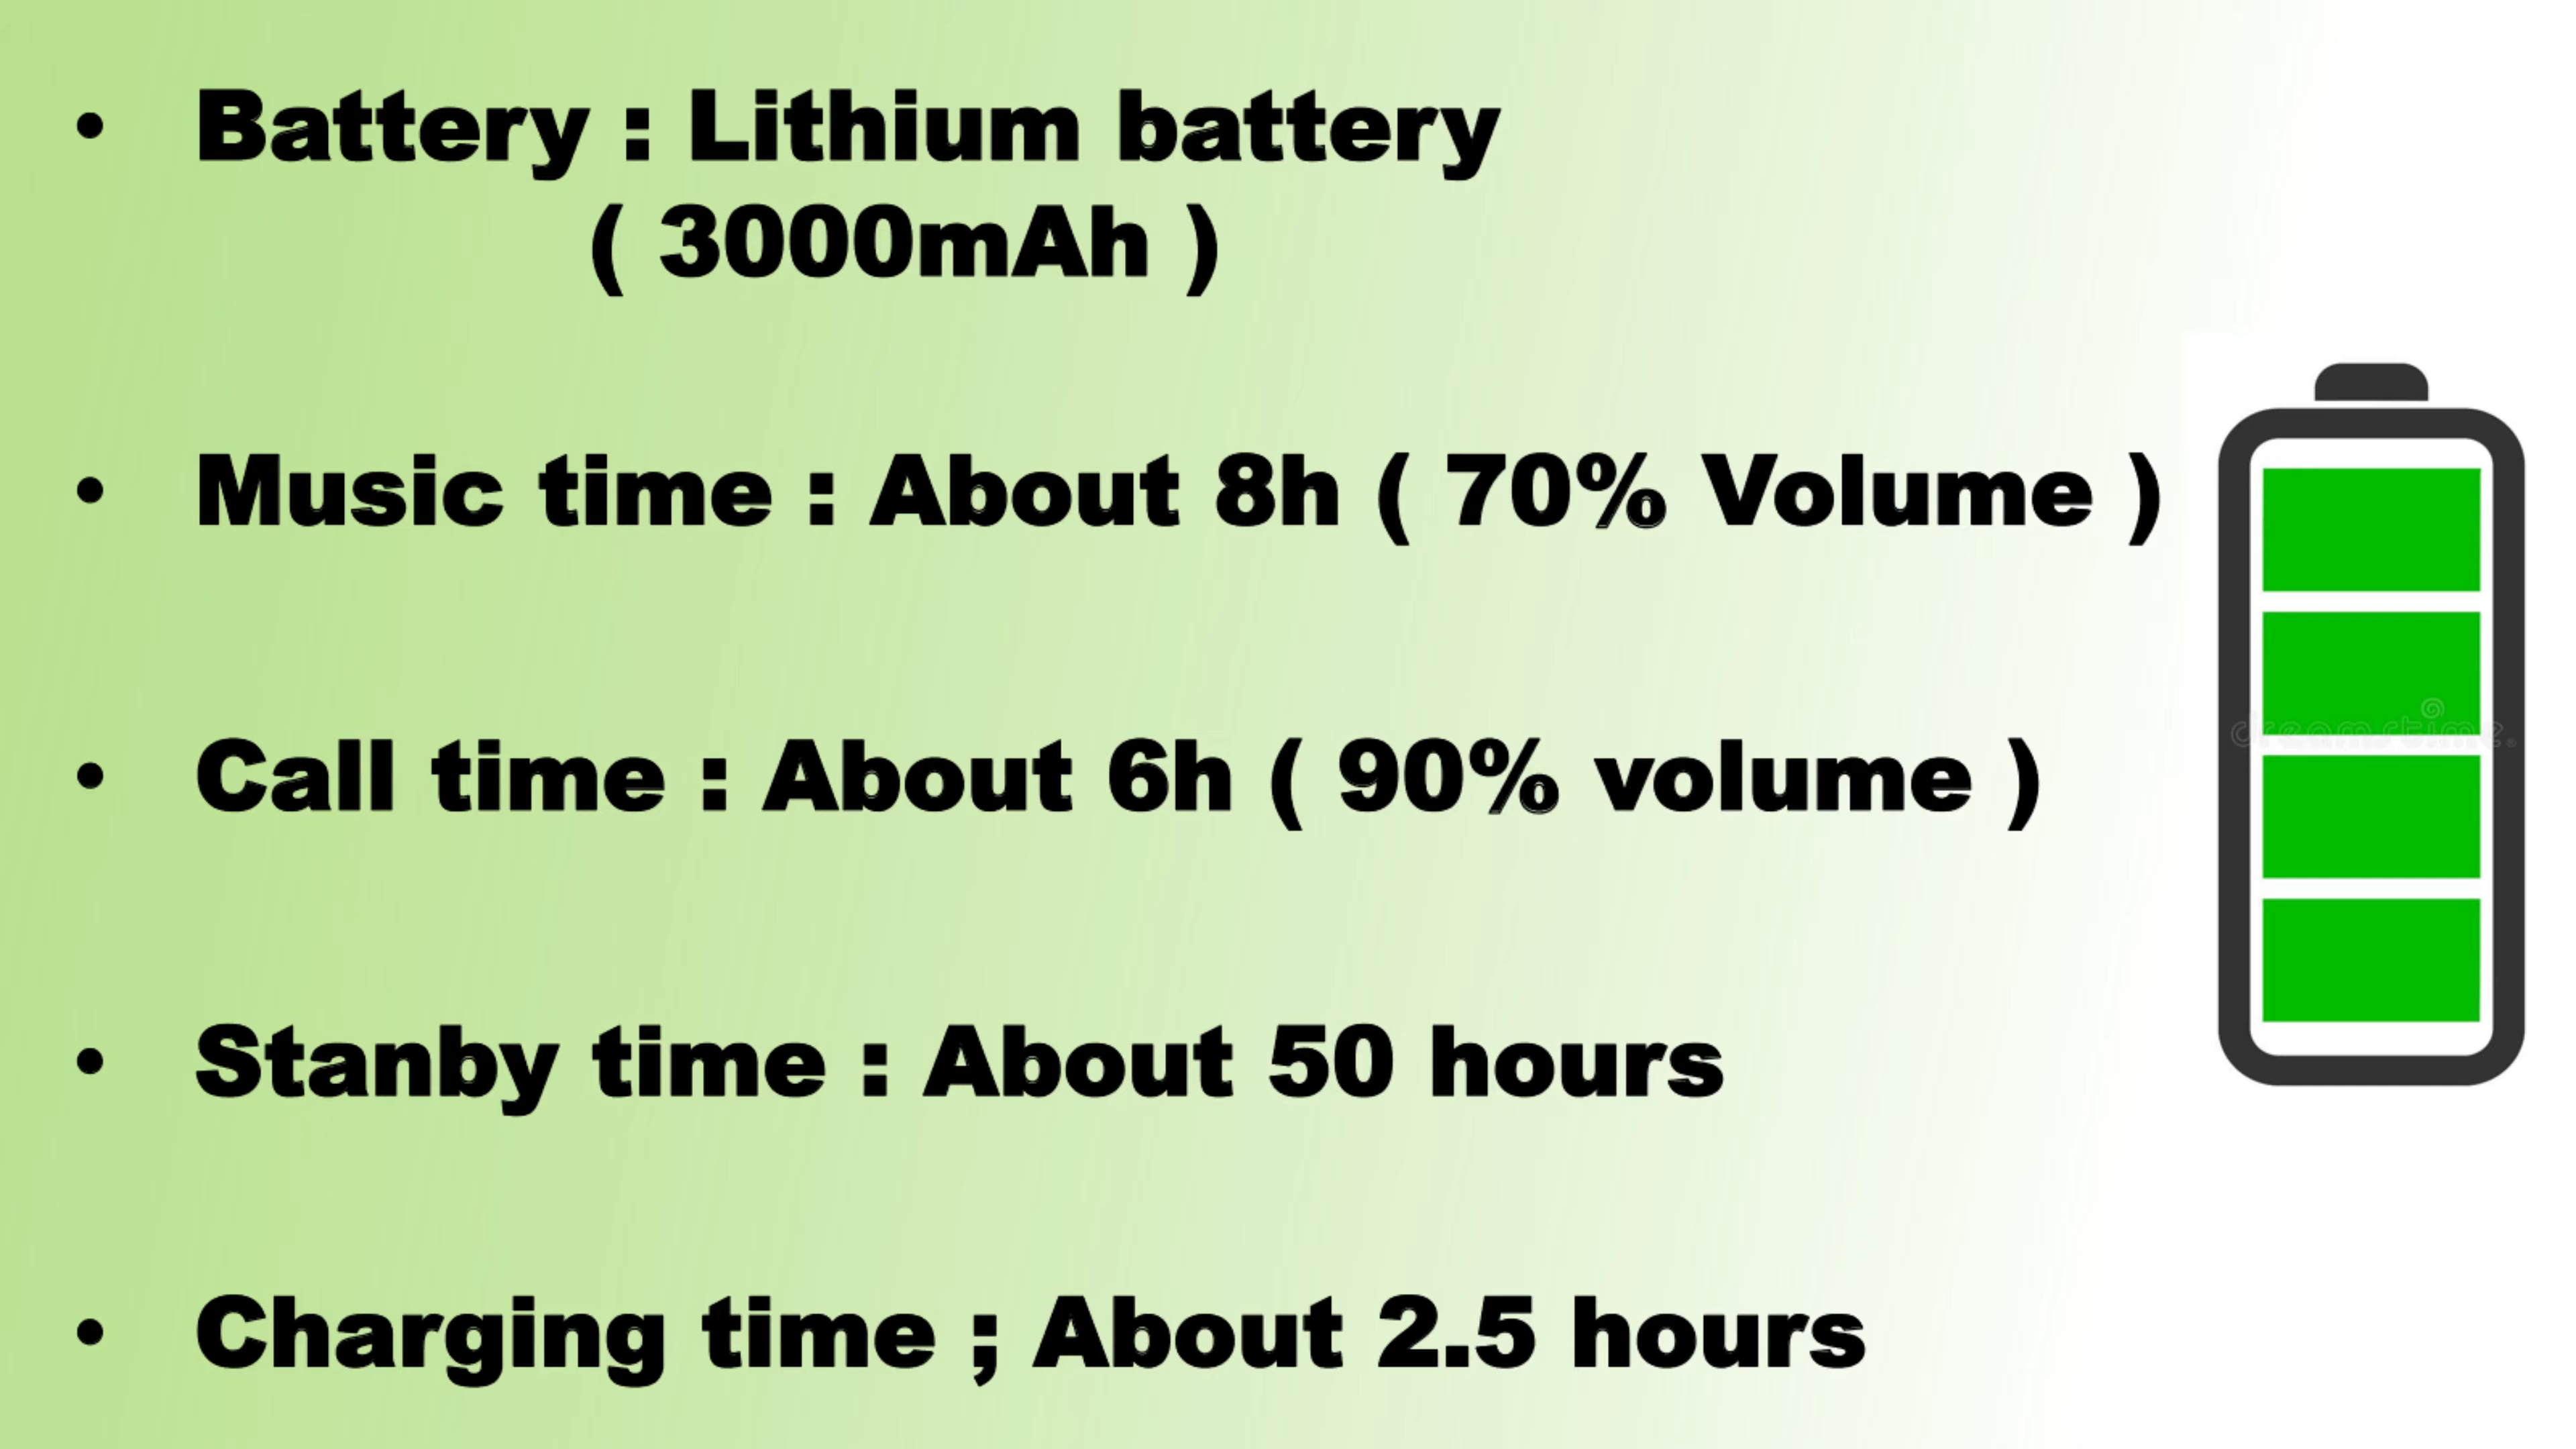 • Battery : Lithium battery
( 3000mAh )
• Music time : About 8h ( 70% Volume )
• Call time : About 6h ( 90% volume )
dreamstime.
• Stanby time : About 50 hours
• Charging time ; About 2.5 hours